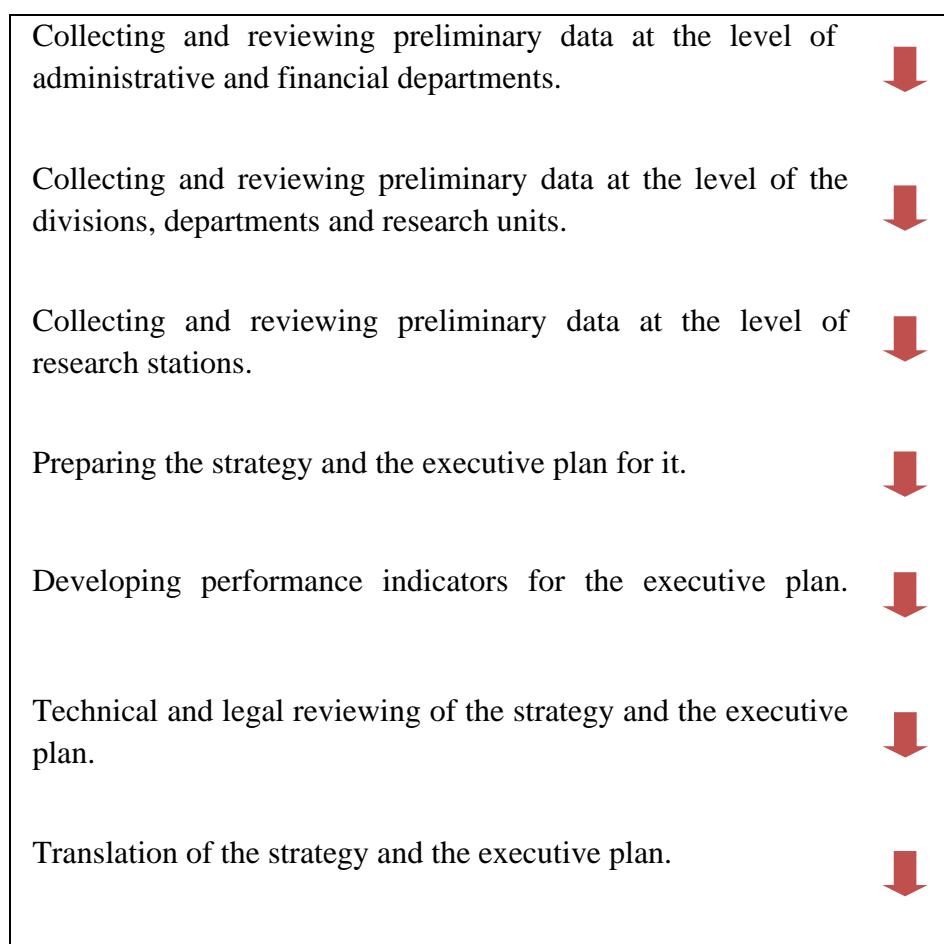 Collecting and reviewing preliminary data at the level of
administrative and financial departments.
Collecting and reviewing preliminary data at the level of the
divisions, departments and research units.
Collecting and reviewing preliminary data at the level of
research stations.
Preparing the strategy and the executive plan for it.
Developing performance indicators for the executive plan.
Technical and legal reviewing of the strategy and the executive
plan.
Translation of the strategy and the executive plan.